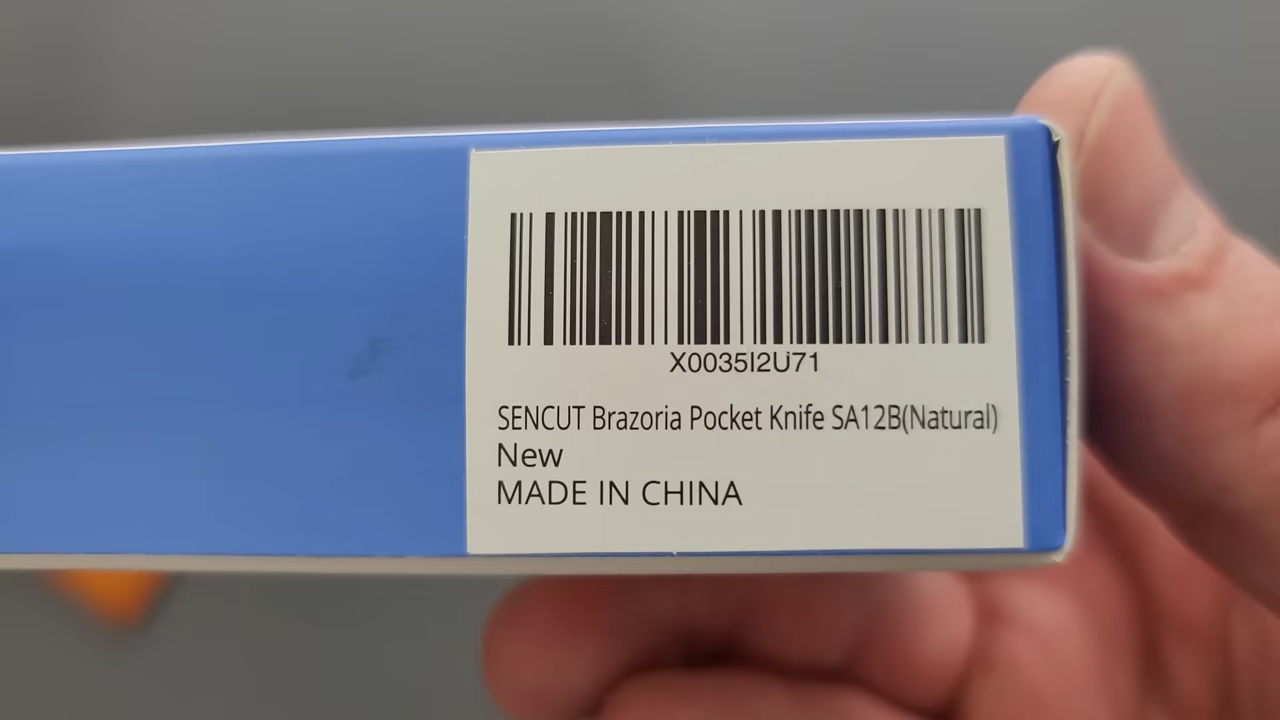 X0035I2U71
SENCUT Brazoria Pocket Knife SA12B(Natural)
New
MADE IN CHINA